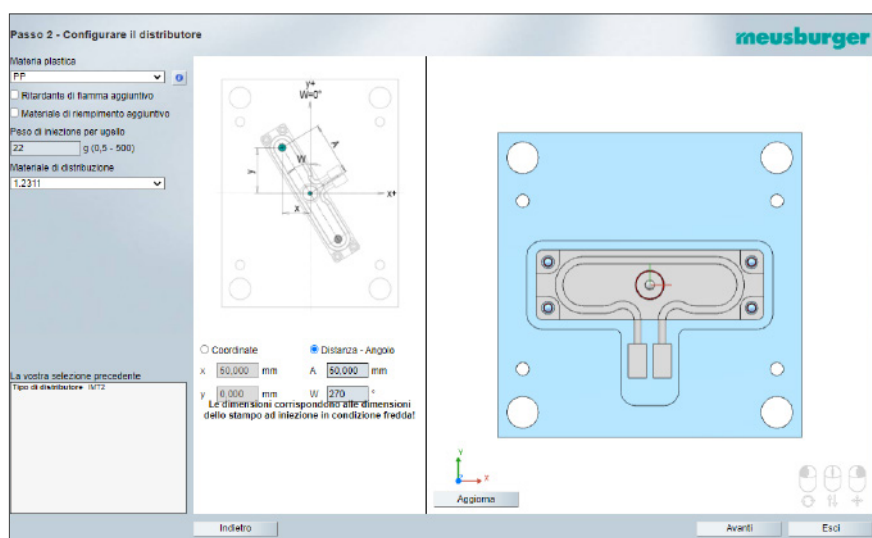 Passo 2 - Configurare il distributore
meusburger
Materia plastica
PP
Ritardante di fiamma aggiuntivo
Materiale di riempimento aggiuntivo
Peso di iniezione per ugello
22 g (0,5 - 500)
Materiale di distribuzione
1.2311
y+
W=0°
A
W
y
x+
x
Coordinate
Distanza - Angolo
x 50,000 mm A 50,000 mm
y 0,000 mm W 270 °
Le dimensioni corrispondono alle dimensioni
dello stampo ad iniezione in condizione fredda!
La vostra selezione precedente
Tipo di distributore IMT2
Y
X
Aggiorna
Indietro
Avanti
Esci